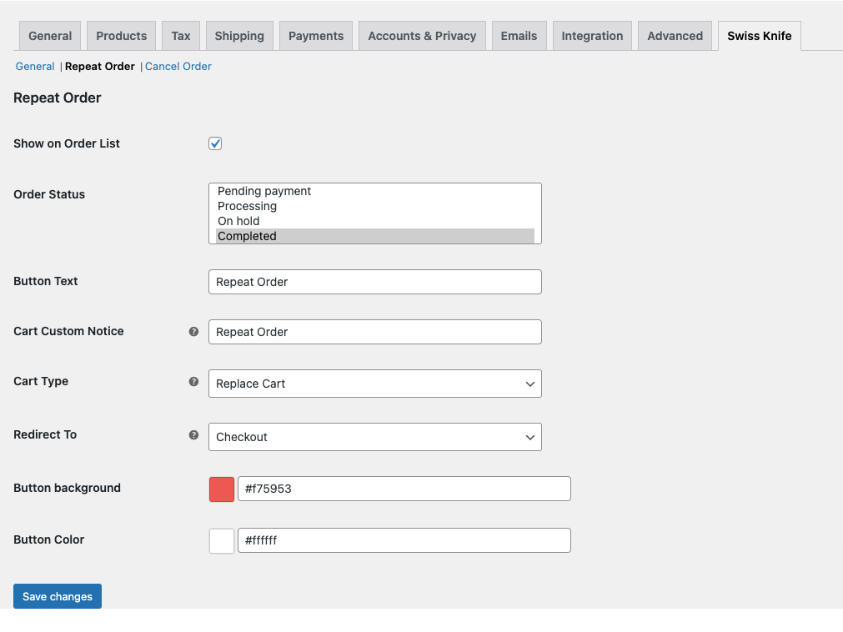 General Products Tax Shipping Payments Accounts & Privacy Emails Integration Advanced Swiss Knife
General | Repeat Order | Cancel Order
Repeat Order
Show on Order List
Order Status
Pending payment
Processing
On hold
Completed
Button Text Repeat Order
Cart Custom Notice ? Repeat Order
Cart Type ? Replace Cart
Redirect To ? Checkout
Button background #f75953
Button Color #ffffff
Save changes